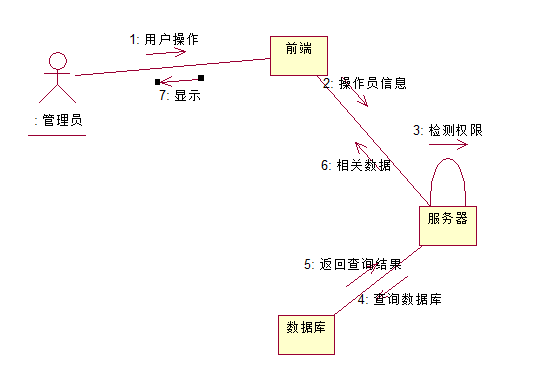 1: 用户操作
前端
7: 显示
2: 操作员信息
: 管理员
3: 检测权限
6: 相关数据
服务器
5: 返回查询结果
4: 查询数据库
数据库